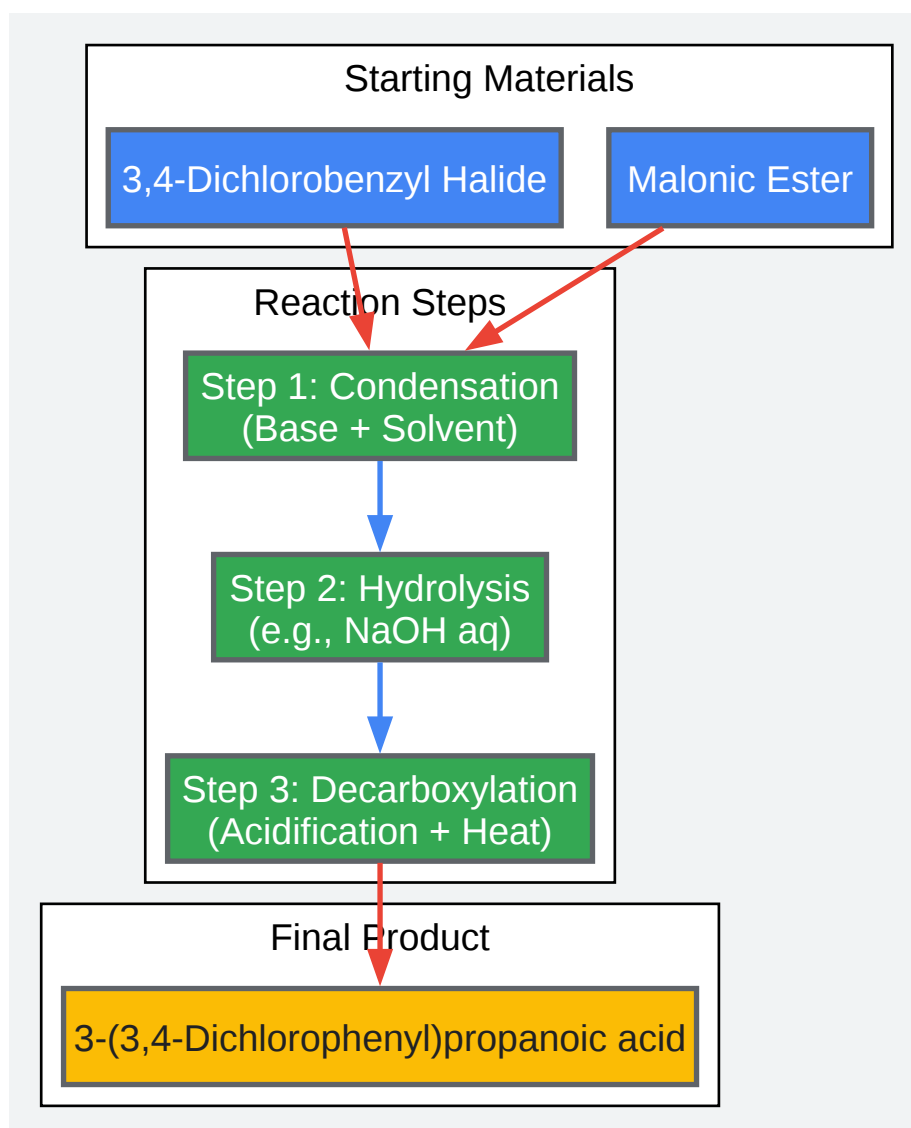 Starting Materials
3,4-Dichlorobenzyl Halide
Malonic Ester
Reaction Steps
Step 1: Condensation
(Base + Solvent)
Step 2: Hydrolysis
(e.g., NaOH aq)
Step 3: Decarboxylation
(Acidification + Heat)
Final Product
3-(3,4-Dichlorophenyl)propanoic acid